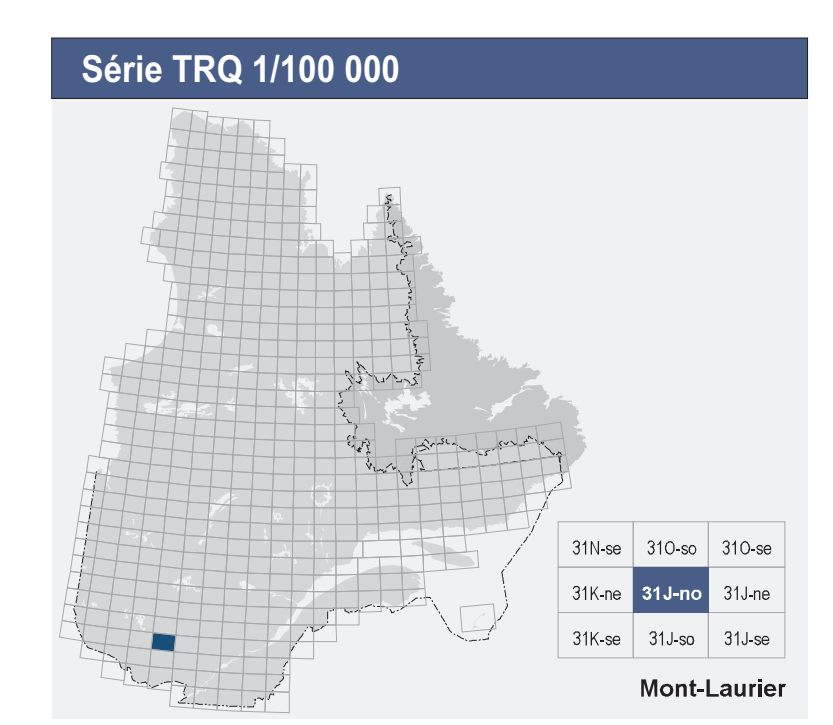 Série TRQ 1/100 000
31N-se 31O-so 31O-se
31K-ne 31J-no 31J-ne
31K-se 31J-so 31J-se
Mont-Laurier